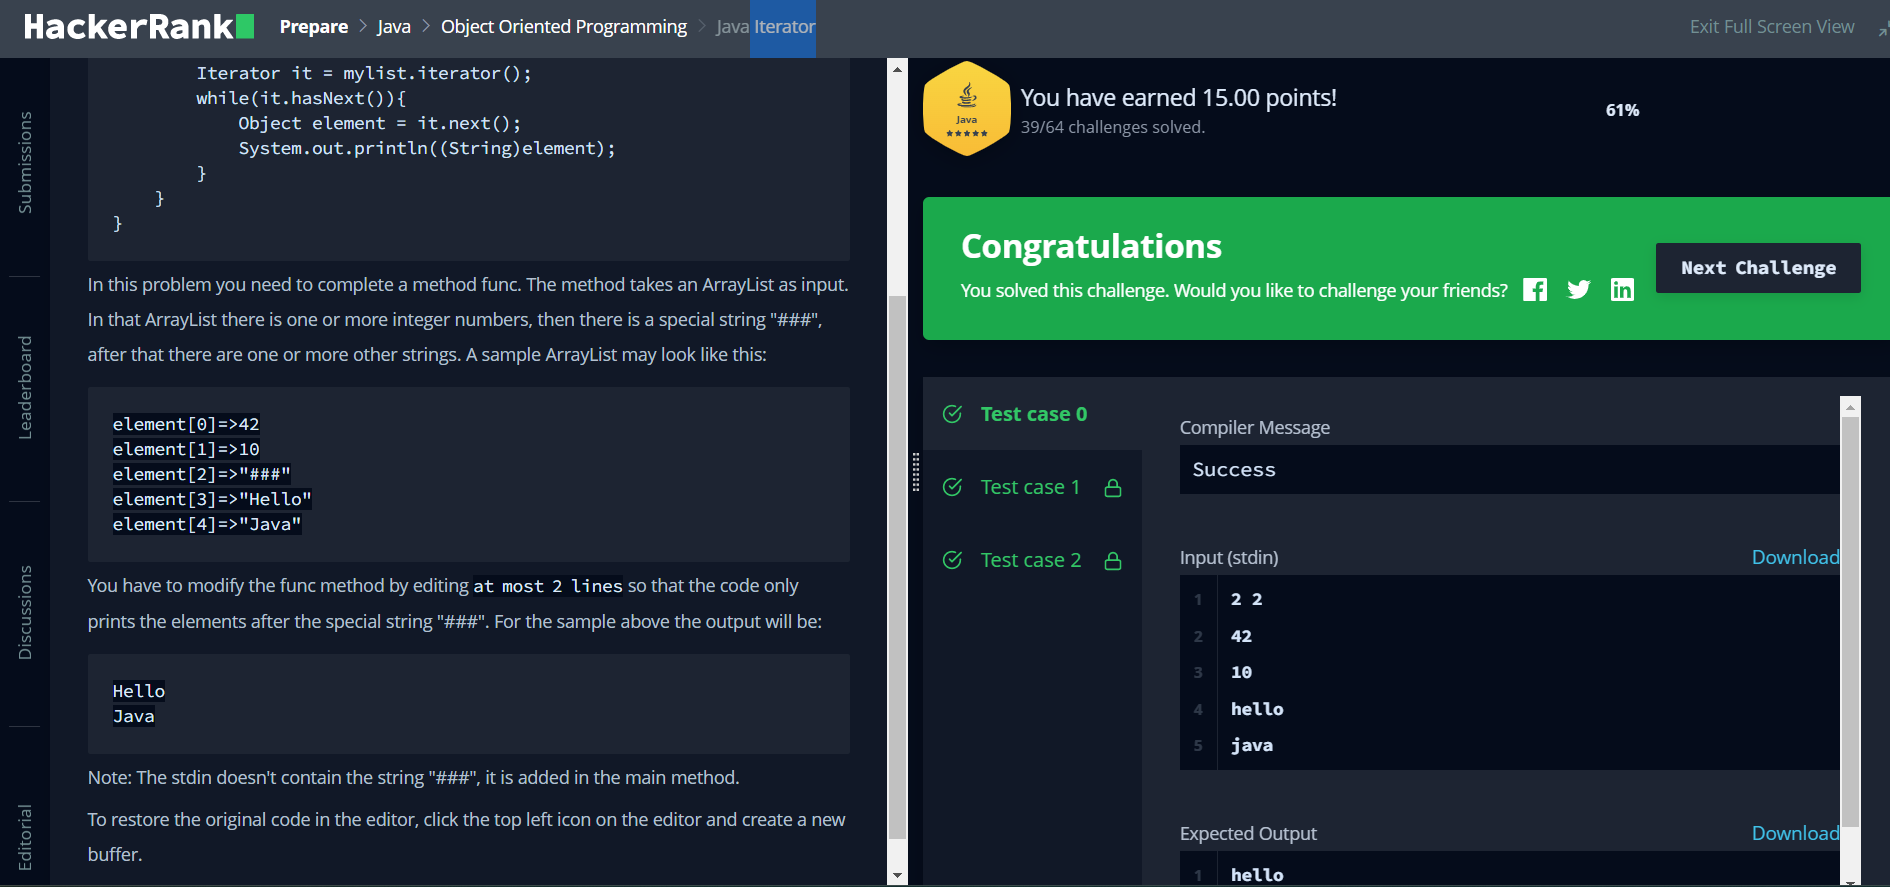 HackerRank
Prepare > Java > Object Oriented Programming > Java Iterator
Exit Full Screen View
Submissions
Leaderboard
Discussions
Editorial
Iterator it = mylist.iterator();
while(it.hasNext()){
Object element = it.next();
System.out.println((String)element);
}
}
}
In this problem you need to complete a method func. The method takes an ArrayList as input.
In that ArrayList there is one or more integer numbers, then there is a special string "###",
after that there are one or more other strings. A sample ArrayList may look like this:
element[0]=>42
element[1]=>10
element[2]=>"###"
element[3]=>"Hello"
element[4]=>"Java"
You have to modify the func method by editing at most 2 lines so that the code only
prints the elements after the special string "###". For the sample above the output will be:
Hello
Java
Note: The stdin doesn't contain the string "###", it is added in the main method.
To restore the original code in the editor, click the top left icon on the editor and create a new
buffer.
Java
You have earned 15.00 points!
39/64 challenges solved.
61%
Congratulations
You solved this challenge. Would you like to challenge your friends?
Next Challenge
Test case 0
Test case 1
Test case 2
Compiler Message
Success
Input (stdin)
Download
1 2 2
2 42
3 10
4 hello
5 java
Expected Output
Download
1 hello